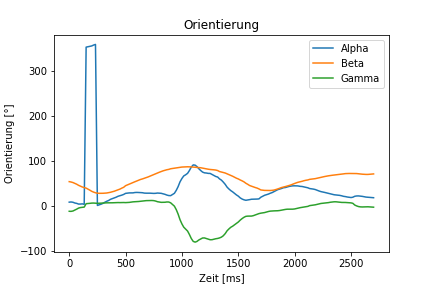 Orientierung
Alpha
Beta
Gamma
Orientierung [°]
300
200
100
0
−100
0
500
1000
1500
2000
2500
Zeit [ms]